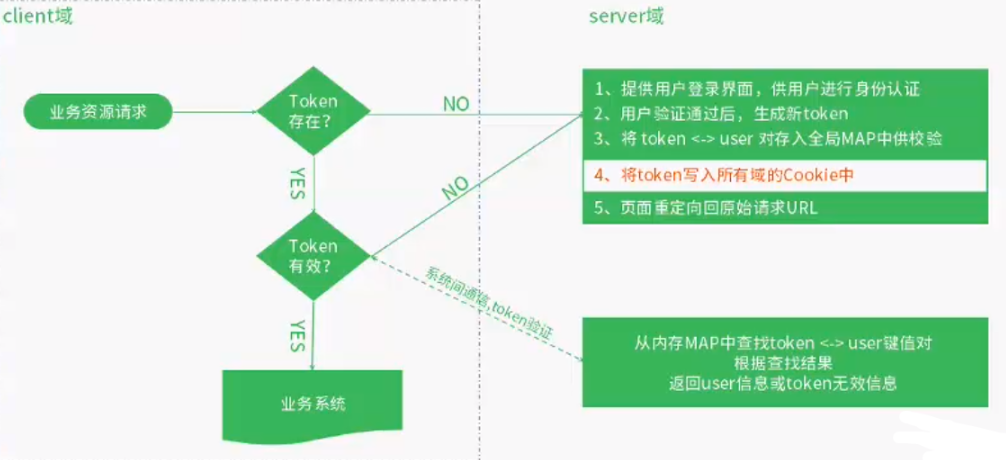 client域
server域
业务资源请求
Token
存在？
NO
YES
1、提供用户登录界面，供用户进行身份认证
2、用户验证通过后，生成新token
3、将 token <-> user 对存入全局MAP中供校验
4、将token写入所有域的Cookie中
5、页面重定向回原始请求URL
NO
Token
有效？
系统间通信,token验证
YES
从内存MAP中查找token <-> user键值对
根据查找结果
返回user信息或token无效信息
业务系统